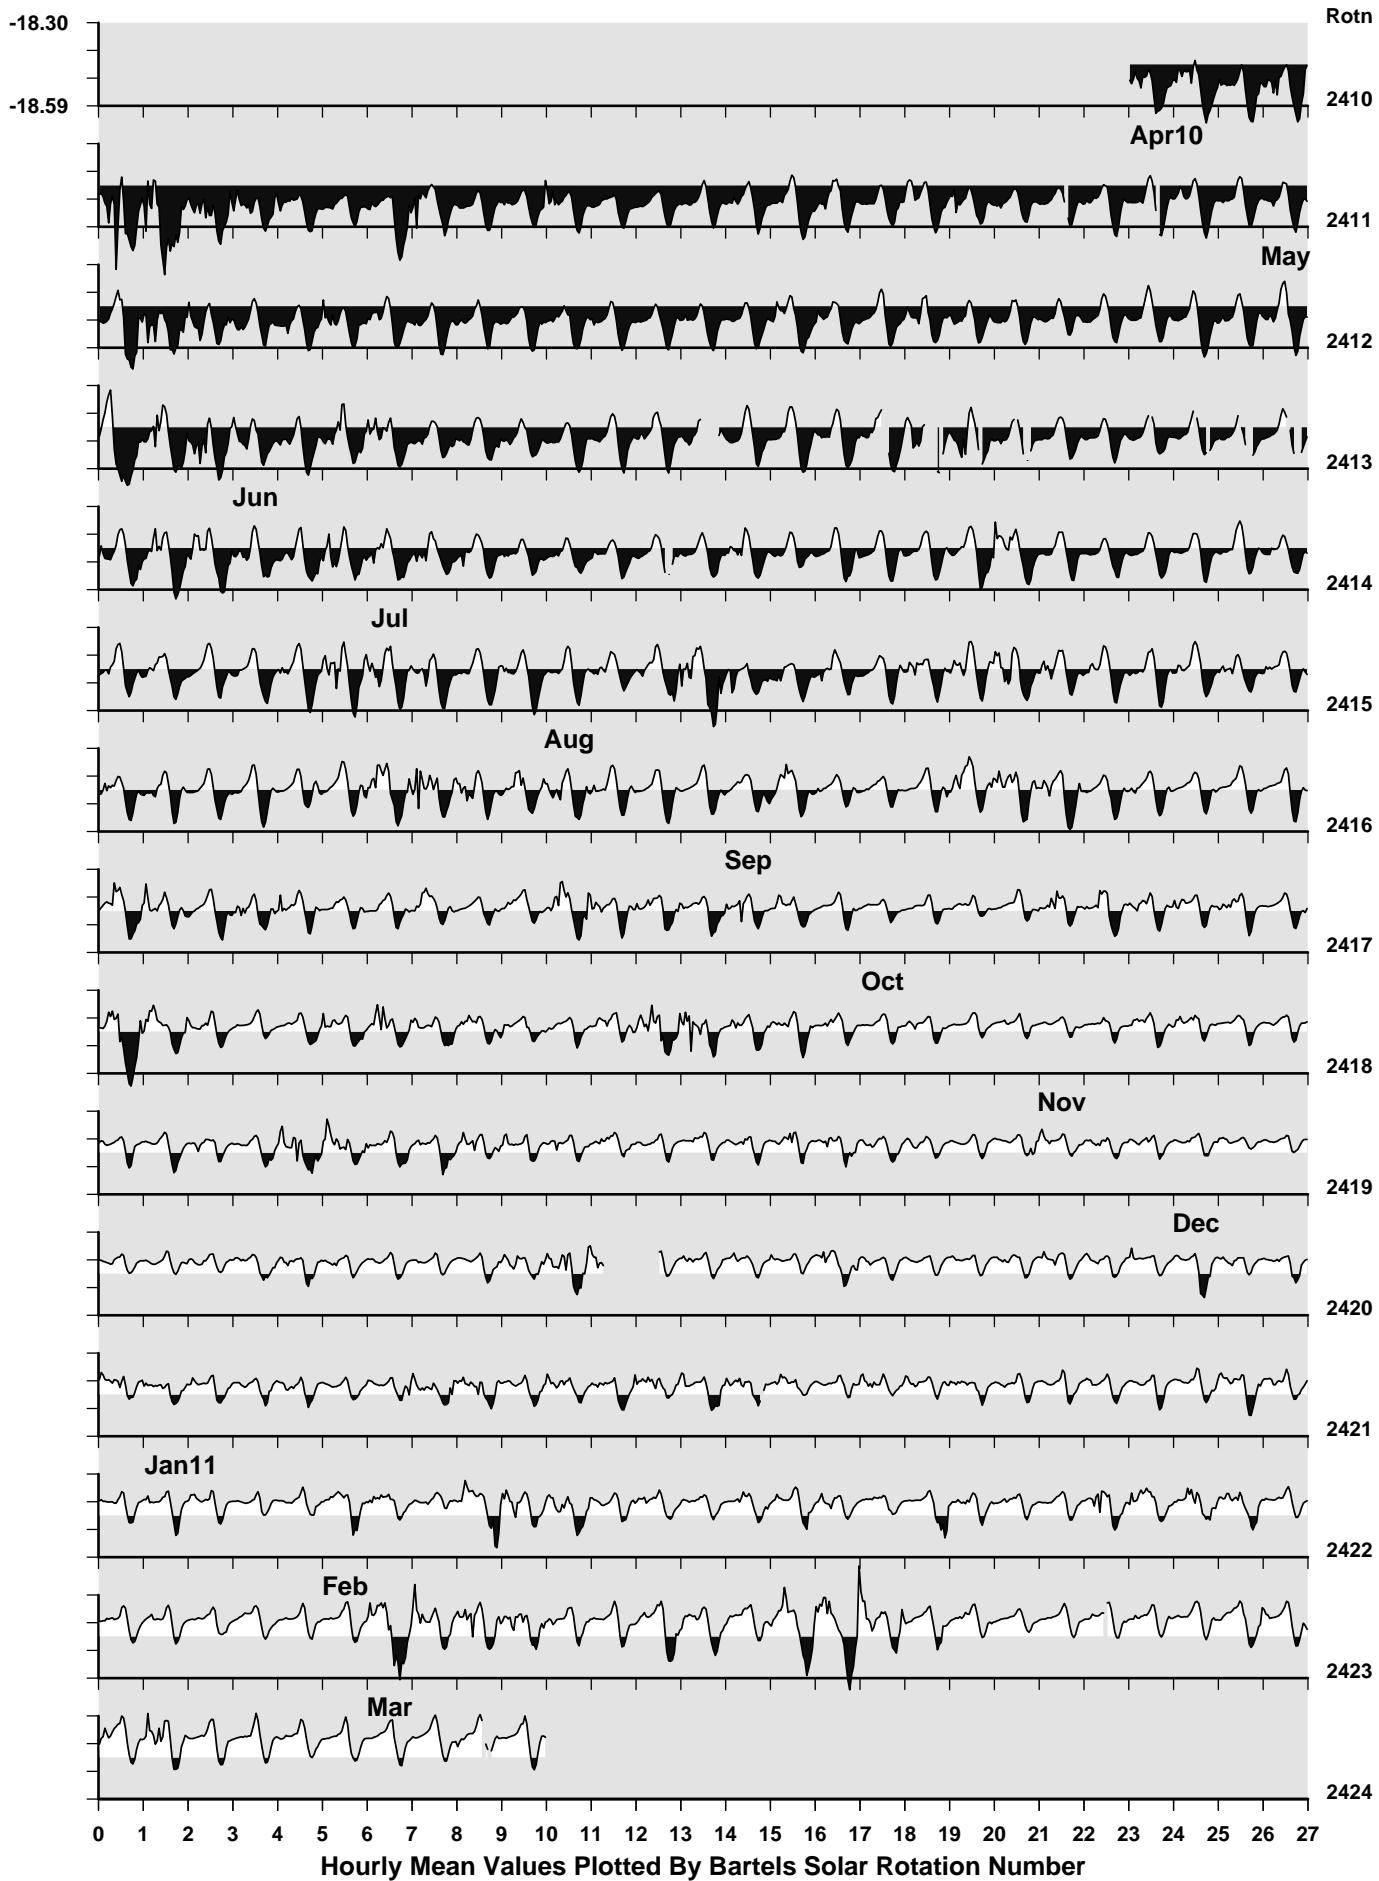 -18.30
Rotn
-18.59
2410
Apr10
2411
May
2412
2413
Jun
2414
Jul
2415
Aug
2416
Sep
2417
Oct
2418
Nov
2419
Dec
2420
2421
Jan11
2422
Feb
2423
Mar
2424
0 1 2 3 4 5 6 7 8 9 10 11 12 13 14 15 16 17 18 19 20 21 22 23 24 25 26 27
Hourly Mean Values Plotted By Bartels Solar Rotation Number